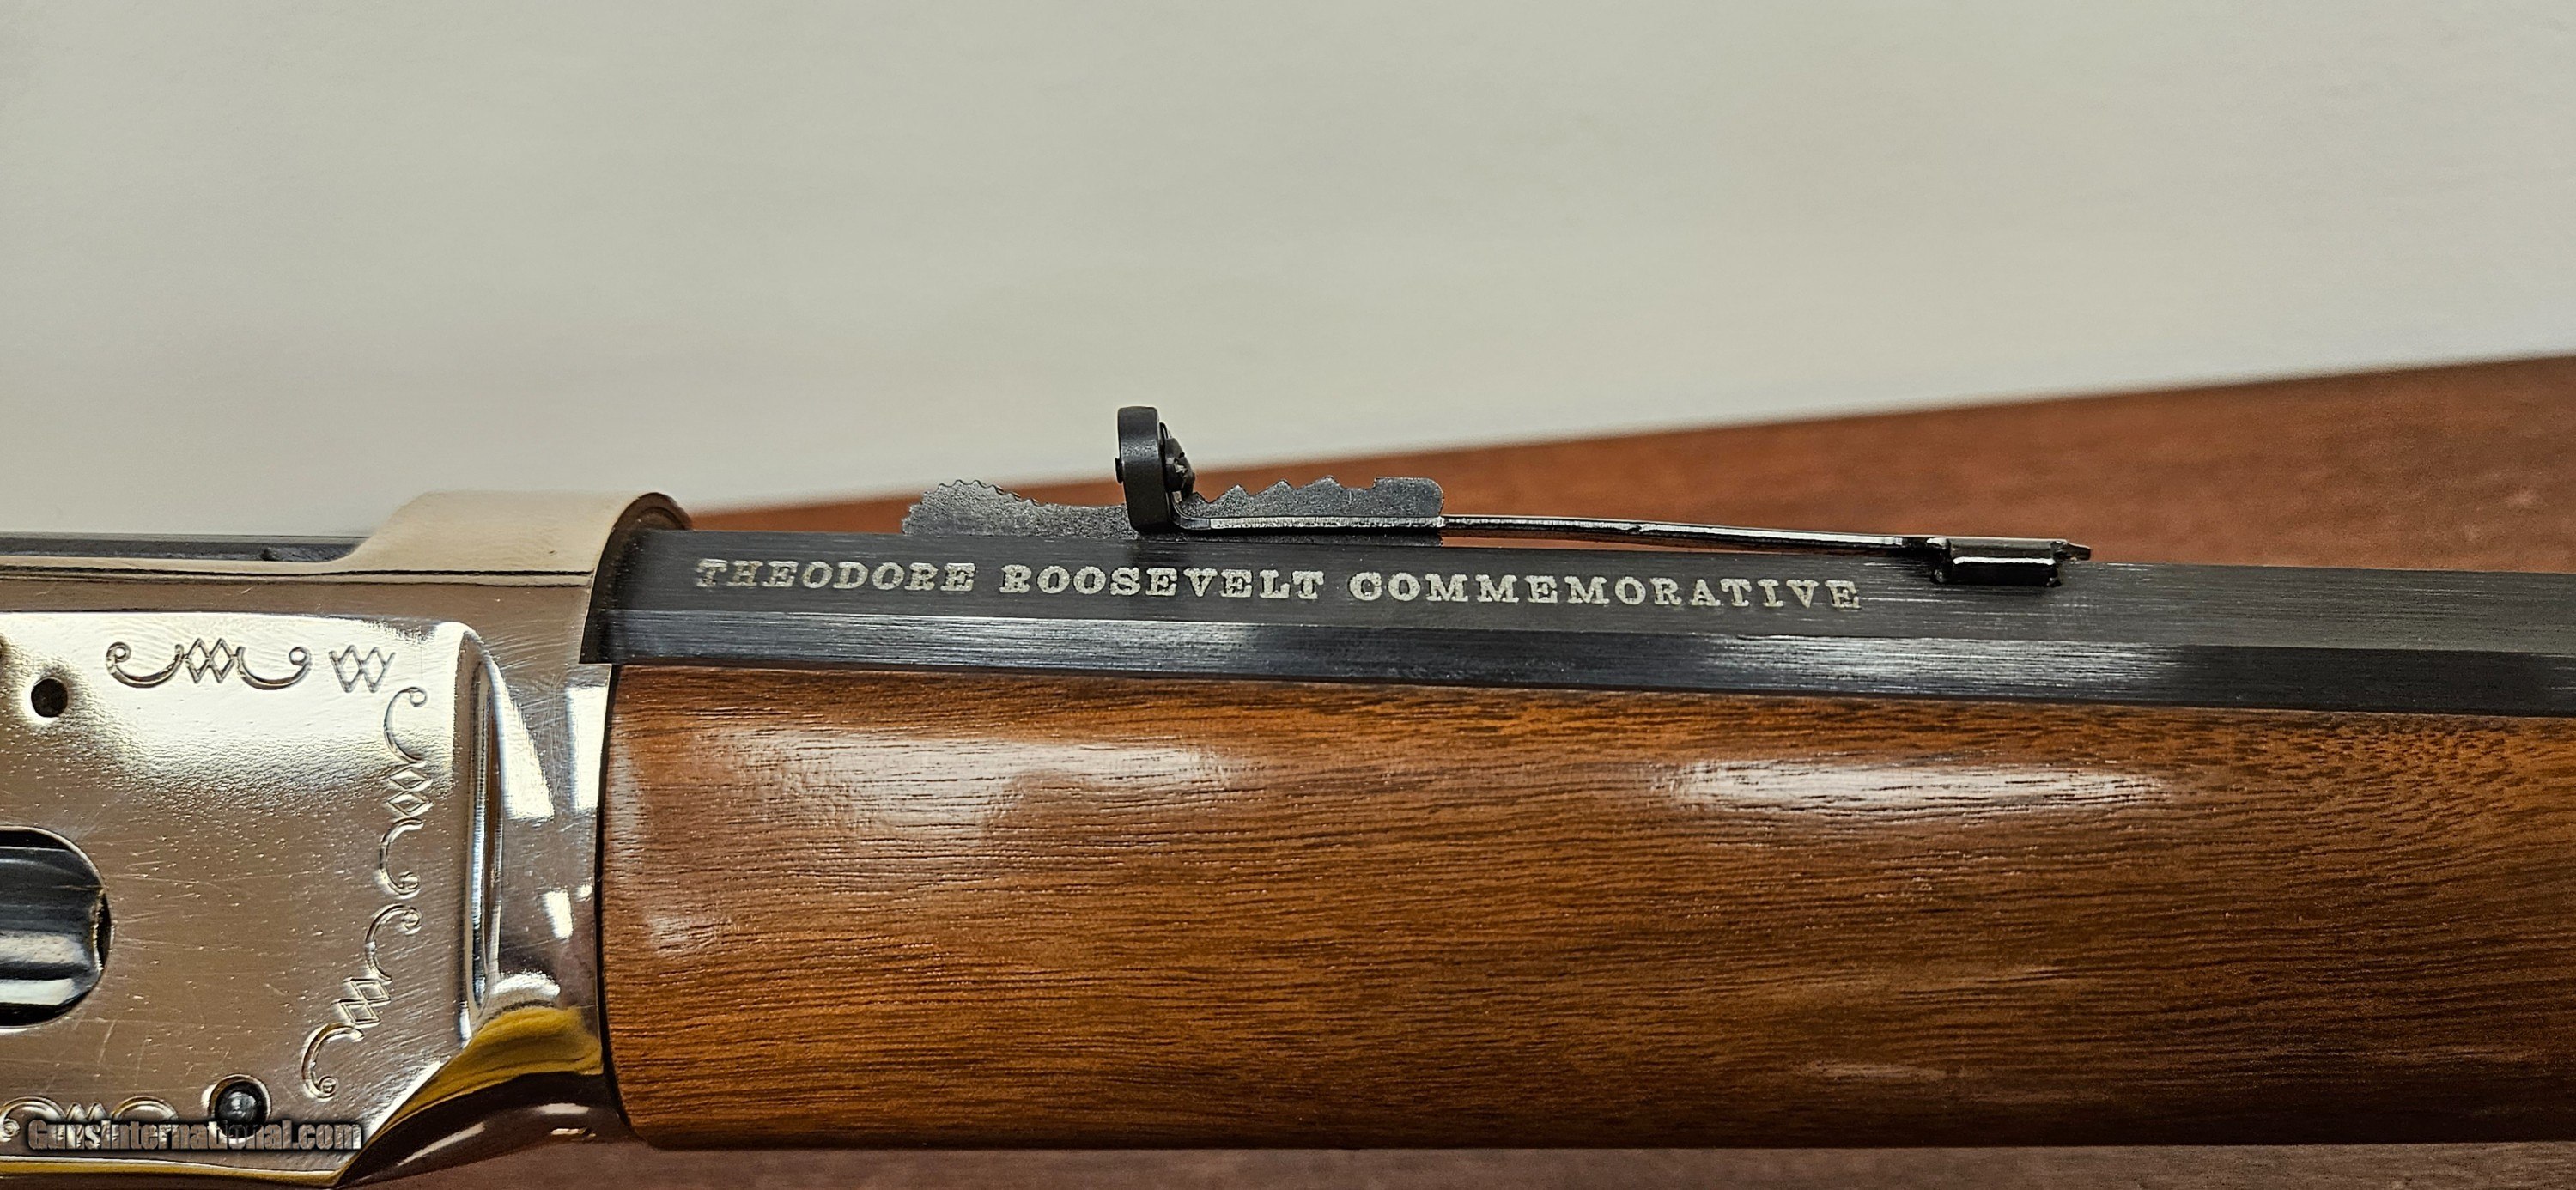 THEODORE ROOSEVELT COMMEMORATIVE
GunsInternational.com